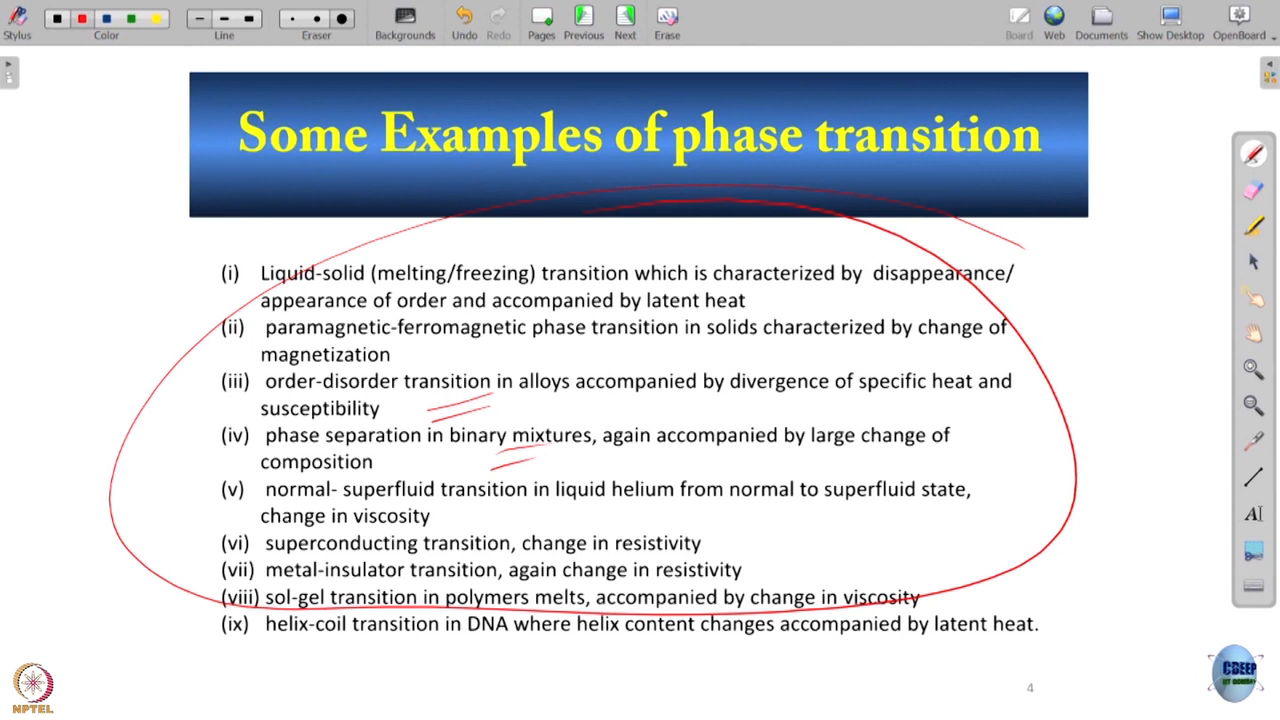 Stylus Color Line Eraser Backgrounds Undo Redo Pages Previous Next Erase Board Web Documents Show Desktop OpenBoard
Some Examples of phase transition
(i) Liquid-solid (melting/freezing) transition which is characterized by disappearance/
appearance of order and accompanied by latent heat
(ii) paramagnetic-ferromagnetic phase transition in solids characterized by change of
magnetization
(iii) order-disorder transition in alloys accompanied by divergence of specific heat and
susceptibility
(iv) phase separation in binary mixtures, again accompanied by large change of
composition
(v) normal- superfluid transition in liquid helium from normal to superfluid state,
change in viscosity
(vi) superconducting transition, change in resistivity
(vii) metal-insulator transition, again change in resistivity
(viii) sol-gel transition in polymers melts, accompanied by change in viscosity
(ix) helix-coil transition in DNA where helix content changes accompanied by latent heat.
4
AI
NPTEL
CDEEP
IIT BOMBAY